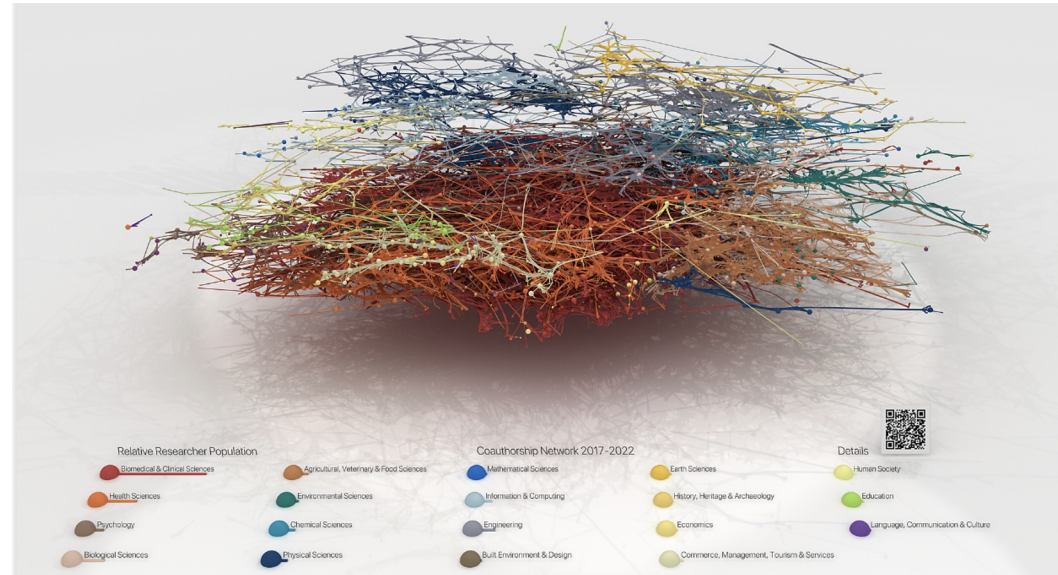 Relative Researcher Population
Coauthorship Network 2017-2022
Details
Biomedical & Clinical Sciences
Agricultural, Veterinary & Food Sciences
Mathematical Sciences
Earth Sciences
Human Society
Health Sciences
Environmental Sciences
Information & Computing
History, Heritage & Archaeology
Education
Psychology
Chemical Sciences
Engineering
Economics
Language, Communication & Culture
Biological Sciences
Physical Sciences
Built Environment & Design
Commerce, Management, Tourism & Services